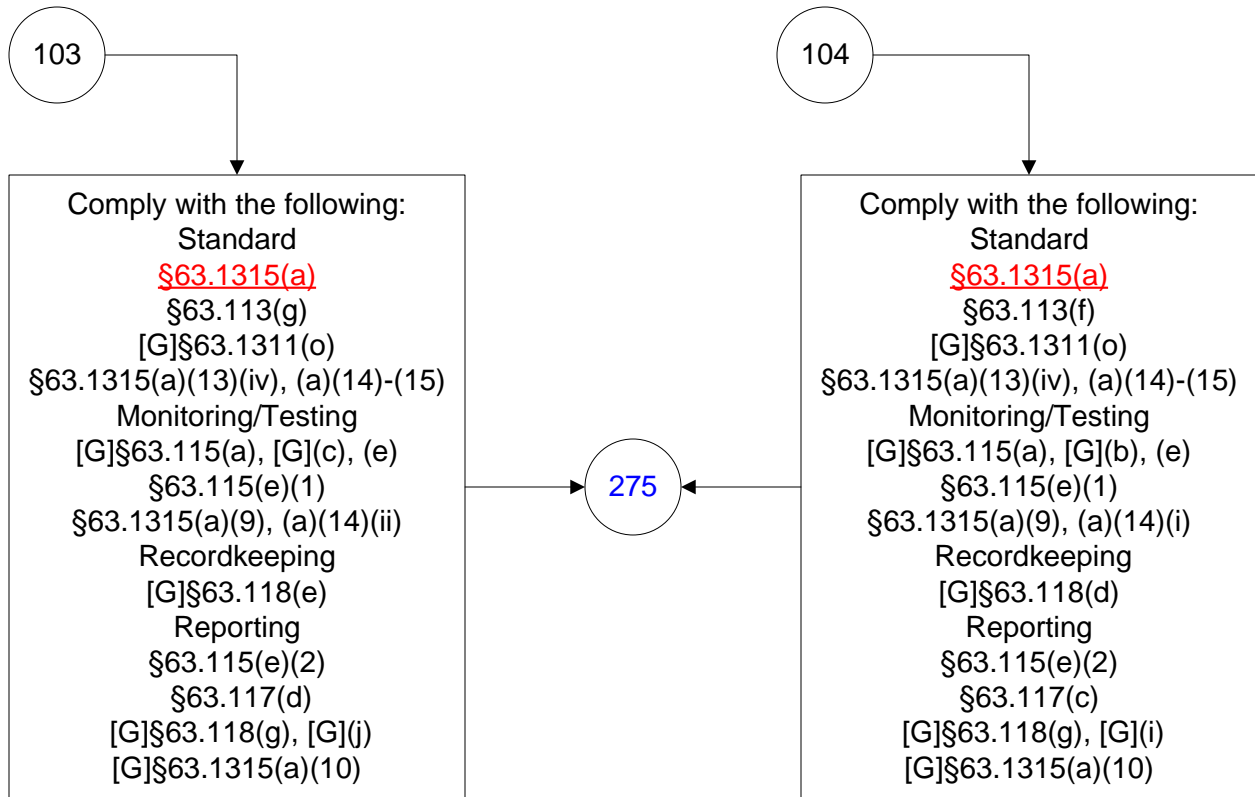 103
Comply with the following:
Standard
§63.1315(a)
§63.113(g)
[G]§63.1311(o)
§63.1315(a)(13)(iv), (a)(14)-(15)
Monitoring/Testing
[G]§63.115(a), [G](c), (e)
§63.115(e)(1)
§63.1315(a)(9), (a)(14)(ii)
Recordkeeping
[G]§63.118(e)
Reporting
§63.115(e)(2)
§63.117(d)
[G]§63.118(g), [G](j)
[G]§63.1315(a)(10)
275
104
Comply with the following:
Standard
§63.1315(a)
§63.113(f)
[G]§63.1311(o)
§63.1315(a)(13)(iv), (a)(14)-(15)
Monitoring/Testing
[G]§63.115(a), [G](b), (e)
§63.115(e)(1)
§63.1315(a)(9), (a)(14)(i)
Recordkeeping
[G]§63.118(d)
Reporting
§63.115(e)(2)
§63.117(c)
[G]§63.118(g), [G](i)
[G]§63.1315(a)(10)